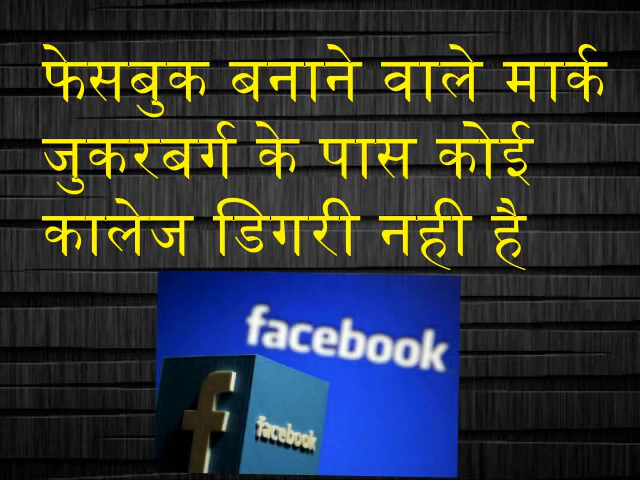 फेसबुक बनाने वाले मार्क
जुकरबर्ग के पास कोई
कालेज डिगरी नही है
facebook
f
facebook